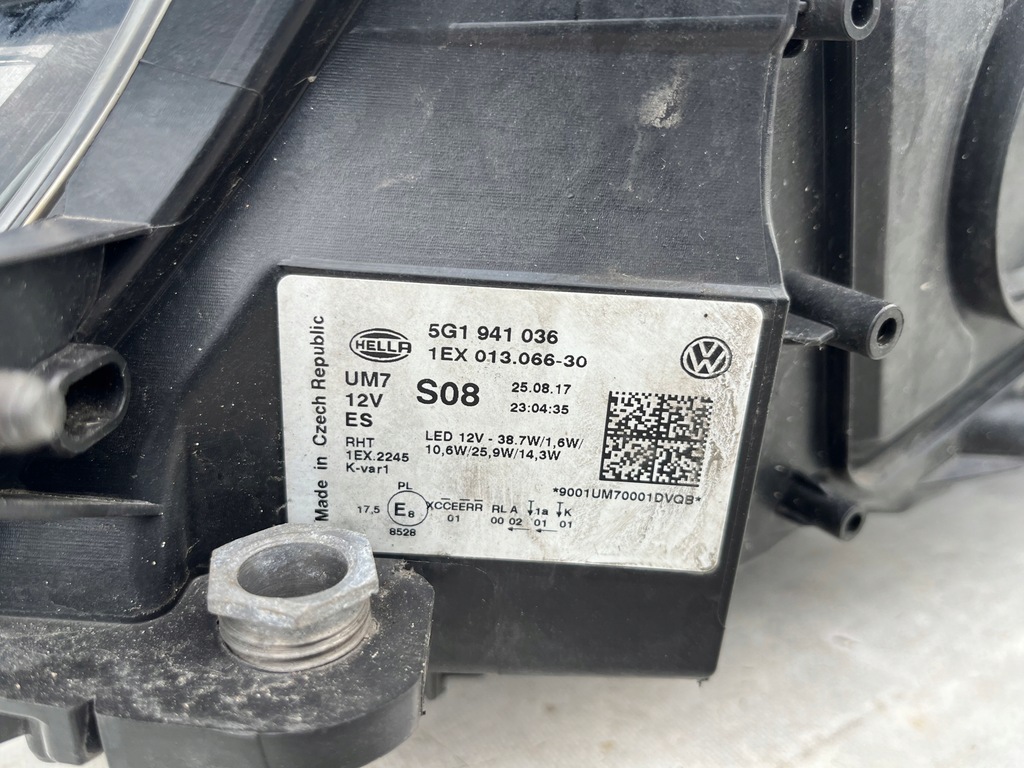 Made in Czech Republic
HELLA
5G1 941 036
1EX 013.066-30
VW
UM7
12V
ES
S08
25.08.17
23:04:35
RHT
1EX.2245
K-var1
LED 12V - 38.7W/1,6W/
10,6W/25,9W/14,3W
*9001UM70001DVQB*
PL
17,5 E8 XCCEERR RL A 1a K
01 00 02 01 01
8528